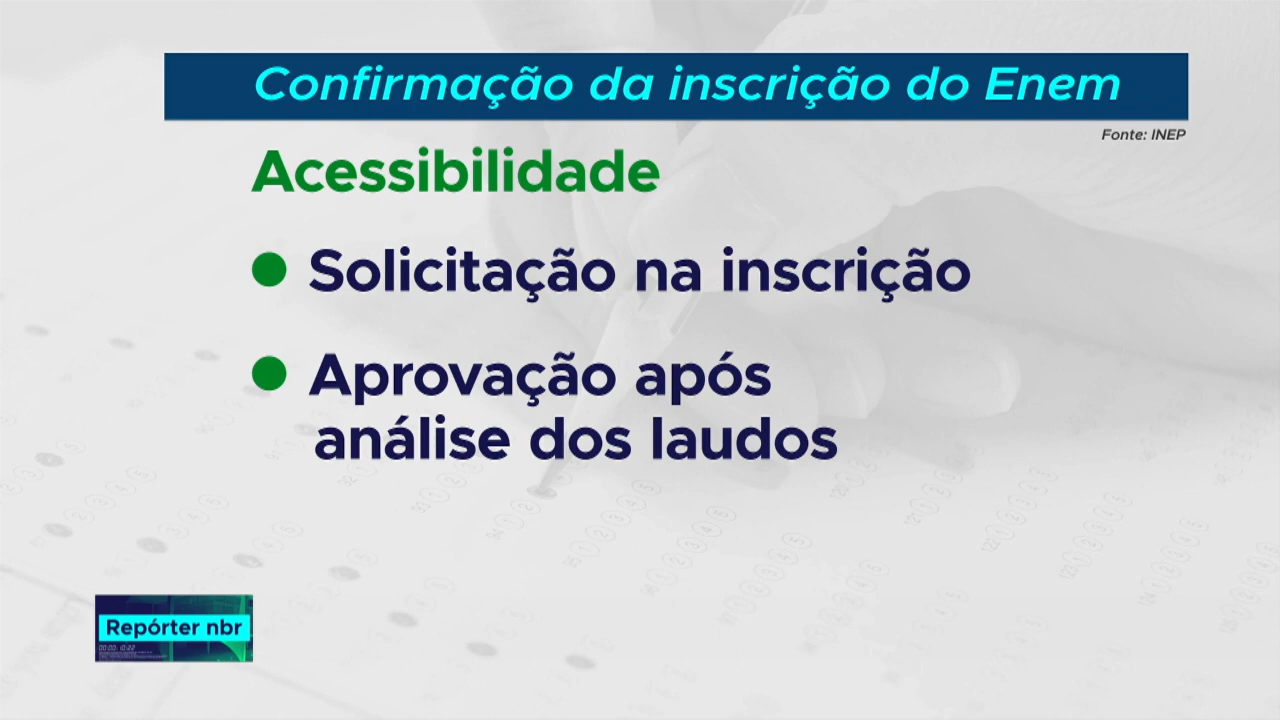 Confirmação da inscrição do Enem
Fonte: INEP
Acessibilidade
Solicitação na inscrição
Aprovação após
análise dos laudos
Repórter nbr